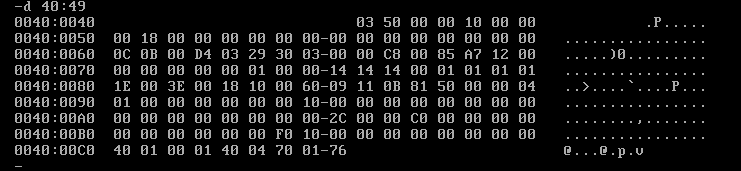 -d 40:49
0040:0040                               03 50 00 00 10 00 00            .P.....
0040:0050  00 18 00 00 00 00 00 00-00 00 00 00 00 00 00 00   ................
0040:0060  0C 0B 00 D4 03 29 30 03-00 00 C8 00 85 A7 12 00   .....)0.........
0040:0070  00 00 00 00 00 01 00 00-14 14 14 00 01 01 01 01   ................
0040:0080  1E 00 3E 00 18 10 00 60-09 11 0B 81 50 00 00 04   ..>....`....P...
0040:0090  01 00 00 00 00 00 10-00 00 00 00 00 00 00 00   ................
0040:00A0  00 00 00 00 00 00 00-2C 00 00 C0 00 00 00 00   ........,.......
0040:00B0  00 00 00 00 00 F0 10-00 00 00 00 00 00 00 00   ................
0040:00C0  40 01 00 01 40 04 70 01-76   @...@.p.v
-